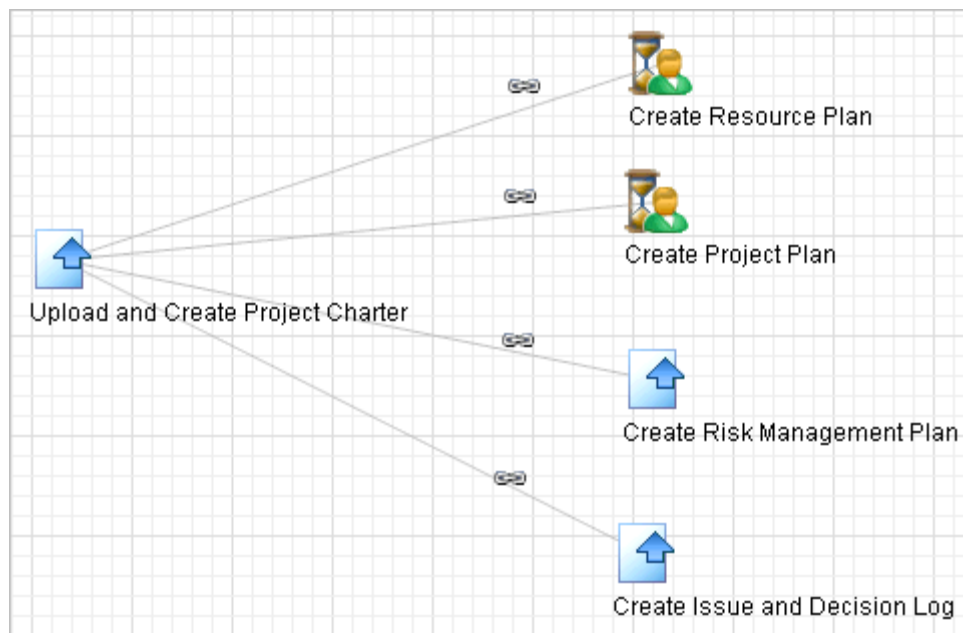 Create Resource Plan
Create Project Plan
Upload and Create Project Charter
Create Risk Management Plan
Create Issue and Decision Log